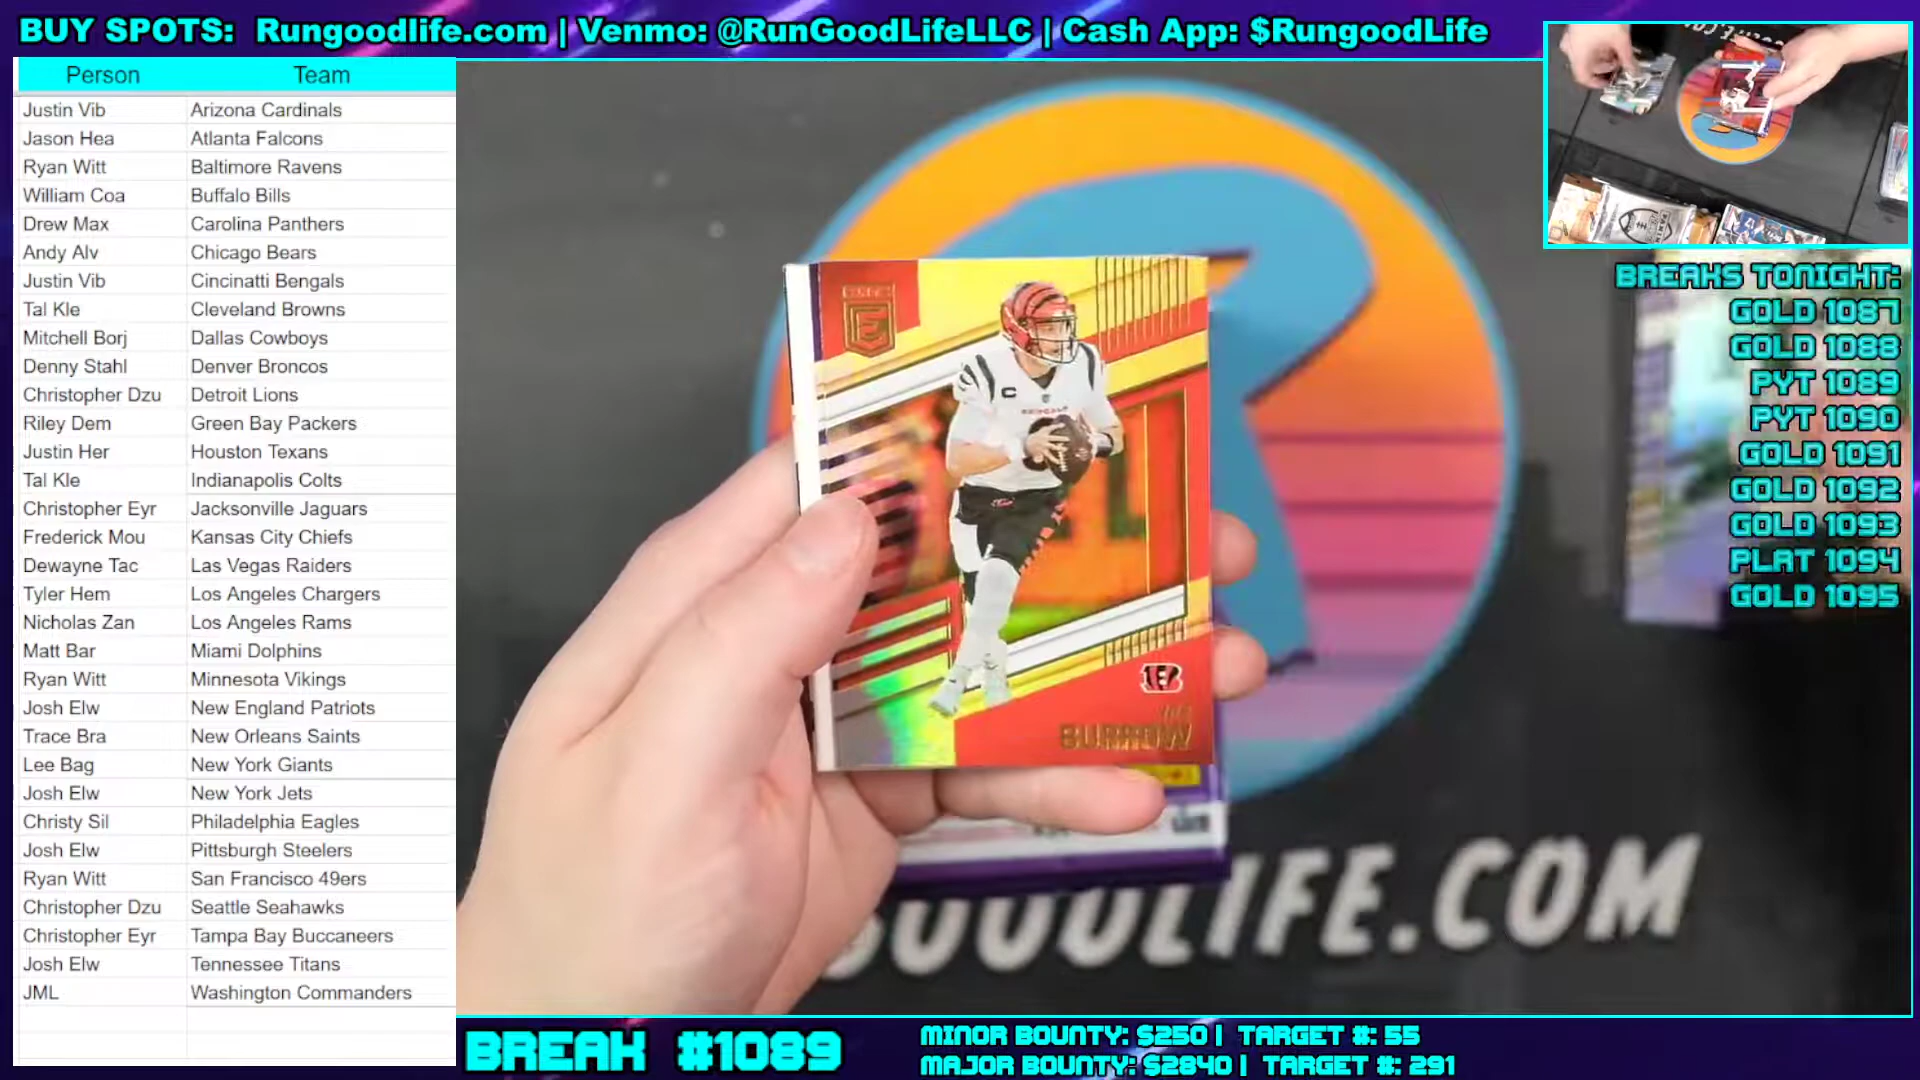 BUY SPOTS: Rungoodlife.com | Venmo: @RunGoodLifeLLC | Cash App: $RungoodLife
Person Team
Justin Vib Arizona Cardinals
Jason Hea Atlanta Falcons
Ryan Witt Baltimore Ravens
William Coa Buffalo Bills
Drew Max Carolina Panthers
Andy Alv Chicago Bears
Justin Vib Cincinatti Bengals
Tal Kle Cleveland Browns
Mitchell Borj Dallas Cowboys
Denny Stahl Denver Broncos
Christopher Dzu Detroit Lions
Riley Dem Green Bay Packers
Justin Her Houston Texans
Tal Kle Indianapolis Colts
Christopher Eyr Jacksonville Jaguars
Frederick Mou Kansas City Chiefs
Dewayne Tac Las Vegas Raiders
Tyler Hem Los Angeles Chargers
Nicholas Zan Los Angeles Rams
Matt Bar Miami Dolphins
Ryan Witt Minnesota Vikings
Josh Elw New England Patriots
Trace Bra New Orleans Saints
Lee Bag New York Giants
Josh Elw New York Jets
Christy Sil Philadelphia Eagles
Josh Elw Pittsburgh Steelers
Ryan Witt San Francisco 49ers
Christopher Dzu Seattle Seahawks
Christopher Eyr Tampa Bay Buccaneers
Josh Elw Tennessee Titans
JML Washington Commanders
E
BURROW
LIFE.COM
BREAKS TONIGHT:
GOLD 1087
GOLD 1088
PYT 1089
PYT 1090
GOLD 1091
GOLD 1092
GOLD 1093
PLAT 1094
GOLD 1095
BREAK #1089
MINOR BOUNTY: $250 | TARGET #: 55
MAJOR BOUNTY: $2840 | TARGET #: 291